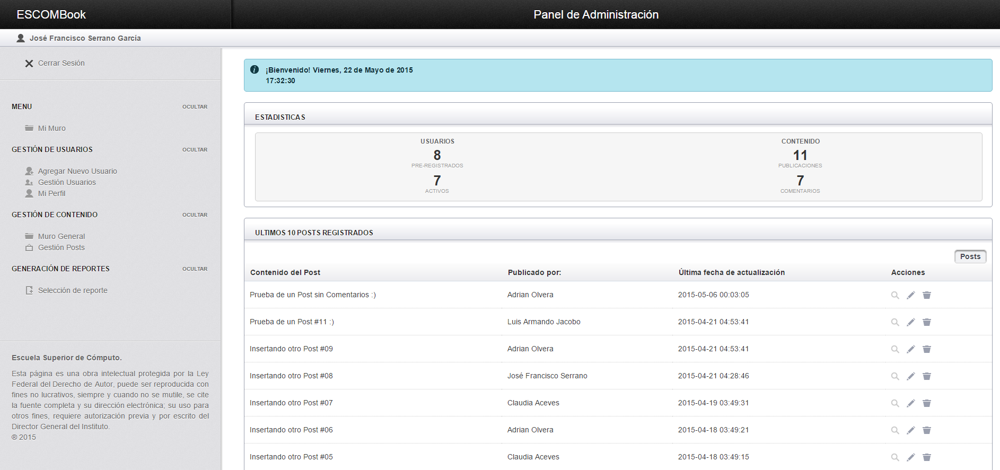 ESCOMBook
Panel de Administración
José Francisco Serrano García
Cerrar Sesión
MENU OCULTAR
Mi Muro
GESTIÓN DE USUARIOS OCULTAR
Agregar Nuevo Usuario
Gestión Usuarios
Mi Perfil
GESTIÓN DE CONTENIDO OCULTAR
Muro General
Gestión Posts
GENERACIÓN DE REPORTES OCULTAR
Selección de reporte
Escuela Superior de Cómputo.
Esta página es una obra intelectual protegida por la Ley
Federal del Derecho de Autor, puede ser reproducida con
fines no lucrativos, siempre y cuando no se mutile, se cite
la fuente completa y su dirección electrónica; su uso para
otros fines, requiere autorización previa y por escrito del
Director General del Instituto.
® 2015
¡Bienvenido! Viernes, 22 de Mayo de 2015
17:32:30
ESTADISTICAS
USUARIOS
8
PRE-REGISTRADOS
7
ACTIVOS
CONTENIDO
11
PUBLICACIONES
7
COMENTARIOS
ULTIMOS 10 POSTS REGISTRADOS
Posts
Contenido del Post Publicado por: Última fecha de actualización Acciones
Prueba de un Post sin Comentarios :) Adrian Olvera 2015-05-06 00:03:05
Prueba de un Post #11 :) Luis Armando Jacobo 2015-04-21 04:53:41
Insertando otro Post #09 Adrian Olvera 2015-04-21 04:53:41
Insertando otro Post #08 José Francisco Serrano 2015-04-21 04:28:46
Insertando otro Post #07 Claudia Aceves 2015-04-19 03:49:31
Insertando otro Post #06 Adrian Olvera 2015-04-18 03:49:21
Insertando otro Post #05 Claudia Aceves 2015-04-18 03:49:15